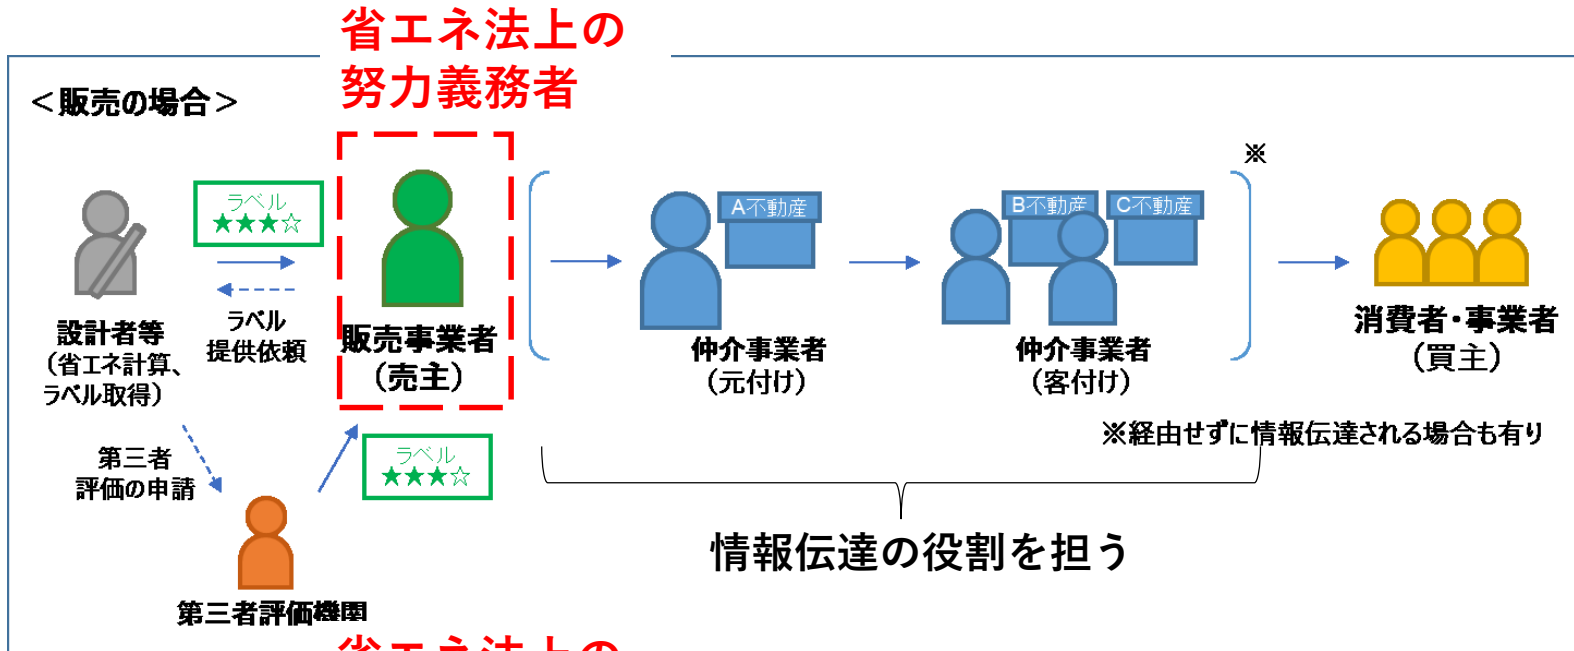 省エネ法上の
努力義務者
＜販売の場合＞
※
ラベル
★★★☆
A不動産
B不動産
C不動産
設計者等
（省エネ計算、
ラベル取得）
ラベル
提供依頼
販売事業者
（売主）
仲介事業者
（元付け）
仲介事業者
（客付け）
消費者・事業者
（買主）
※経由せずに情報伝達される場合も有り
第三者
評価の申請
ラベル
★★★☆
情報伝達の役割を担う
第三者評価機関
省エネ法上の